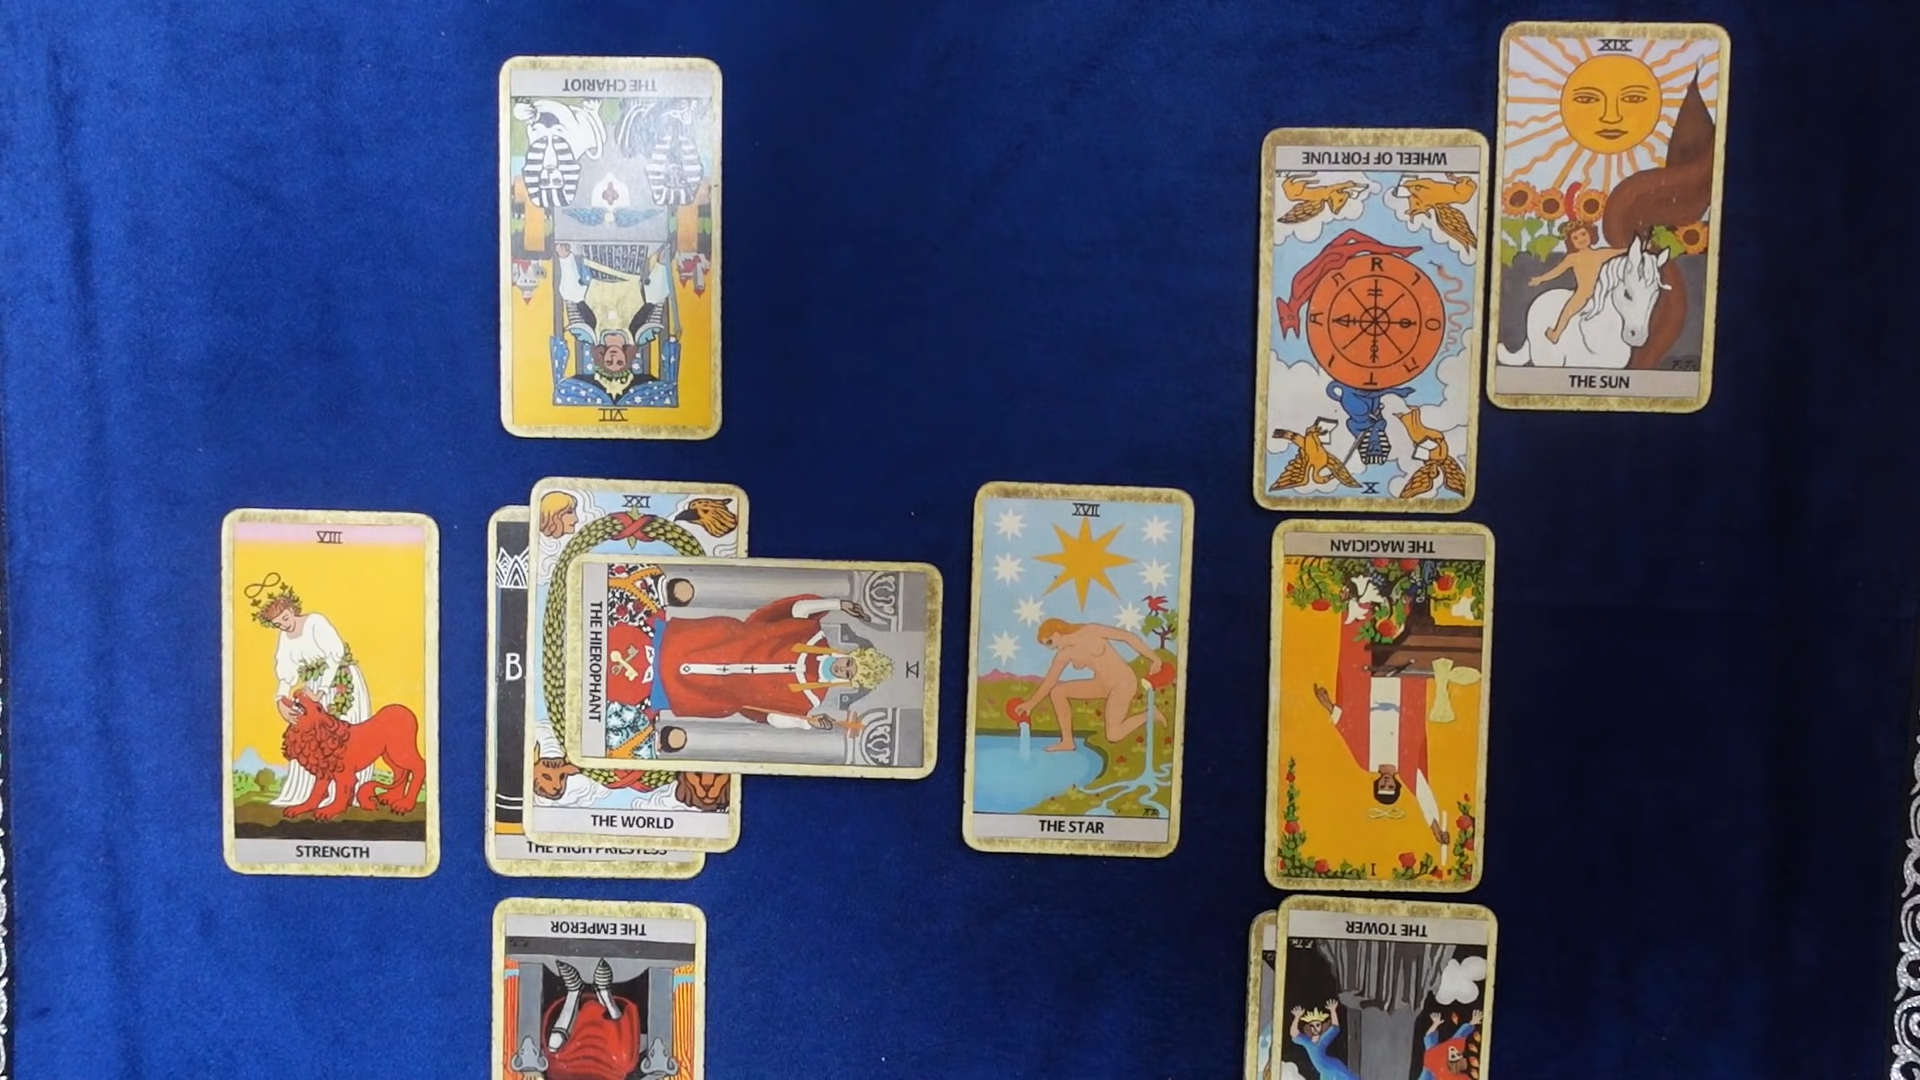 THE CHARIOT
VII
XIX
THE SUN
WHEEL OF FORTUNE
R
O
T
A
X
VIII
STRENGTH
B
XXI
THE WORLD
THE HIGH PRIESTESS
THE HIEROPHANT
V
XVII
THE STAR
THE MAGICIAN
I
THE EMPEROR
THE TOWER